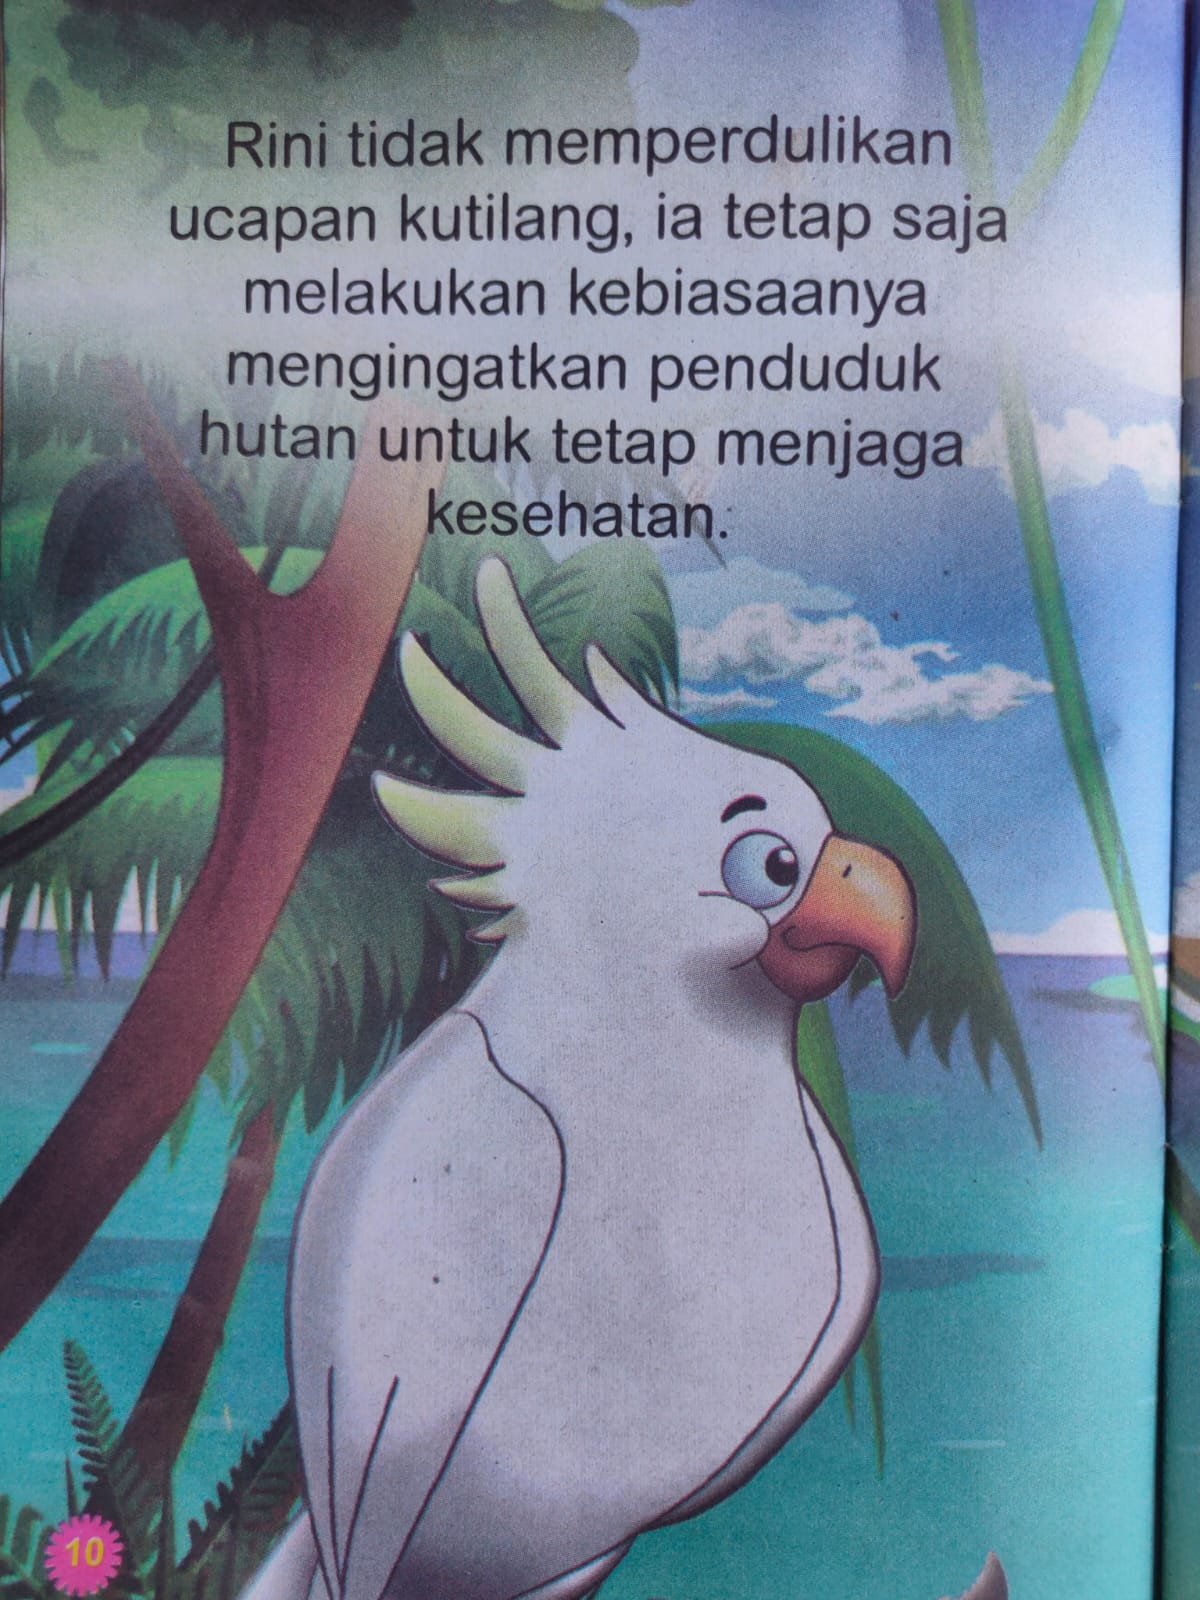 Rini tidak memperdulikan
ucapan kutilang, ia tetap saja
melakukan kebiasaanya
mengingatkan penduduk
hutan untuk tetap menjaga
kesehatan.
10